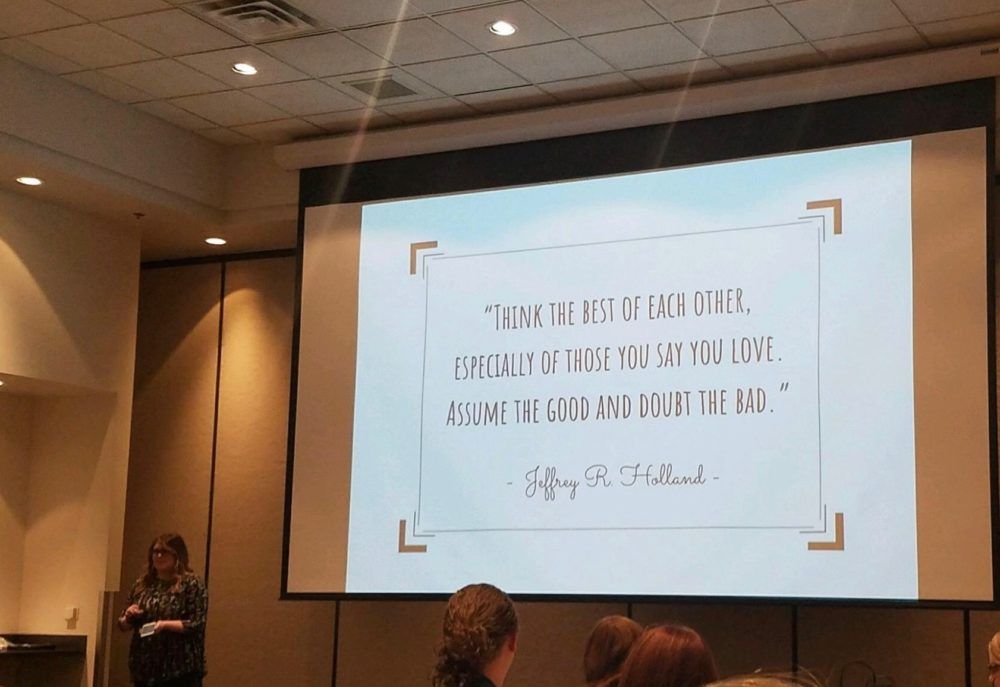 “Think the best of each other,
especially of those you say you love.
Assume the good and doubt the bad.”
- Jeffrey R. Holland -